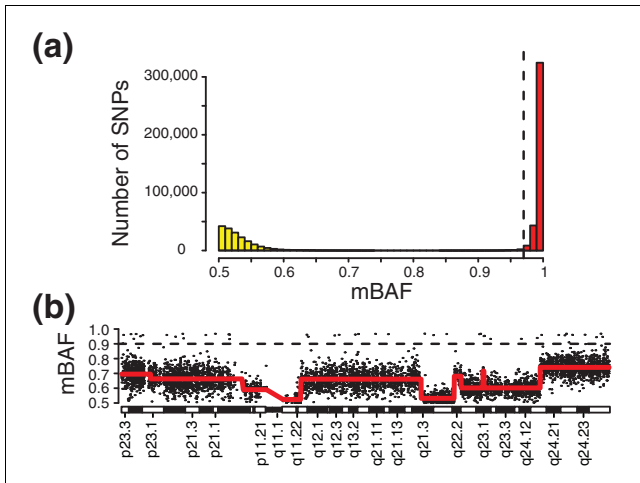 (a)
Number of SNPs
300,000
200,000
100,000
0
0.5 0.6 0.7 0.8 0.9 1
mBAF
(b)
mBAF
1.0
0.9
0.8
0.7
0.6
0.5
p23.3 p23.1 p21.3 p21.1 p11.21 q11.1 q11.22 q12.1 q12.3 q13.2 q21.11 q21.13 q21.3 q22.2 q23.1 q23.3 q24.12 q24.21 q24.23